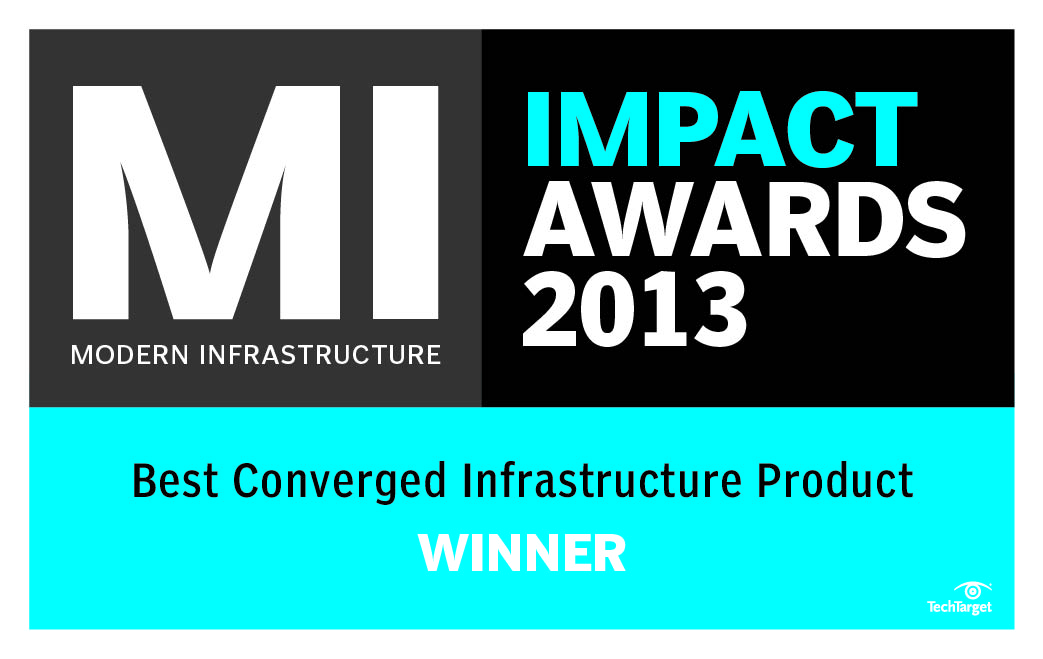 MI
MODERN INFRASTRUCTURE
IMPACT
AWARDS
2013
Best Converged Infrastructure Product
WINNER
TechTarget